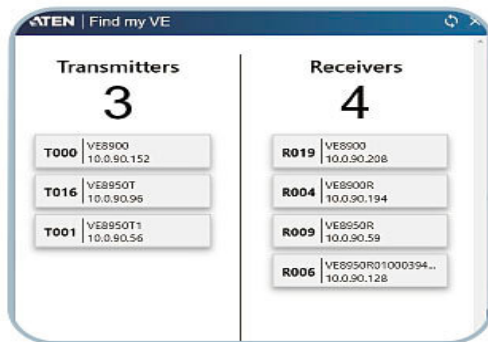 ATEN | Find my VE
Transmitters
3
T000 VE8900
10.0.90.152
T016 VE8950T
10.0.90.96
T001 VE8950T1
10.0.90.56
Receivers
4
R019 VE8900
10.0.90.208
R004 VE8900R
10.0.90.194
R009 VE8950R
10.0.90.59
R006 VE8950R01000394...
10.0.90.128